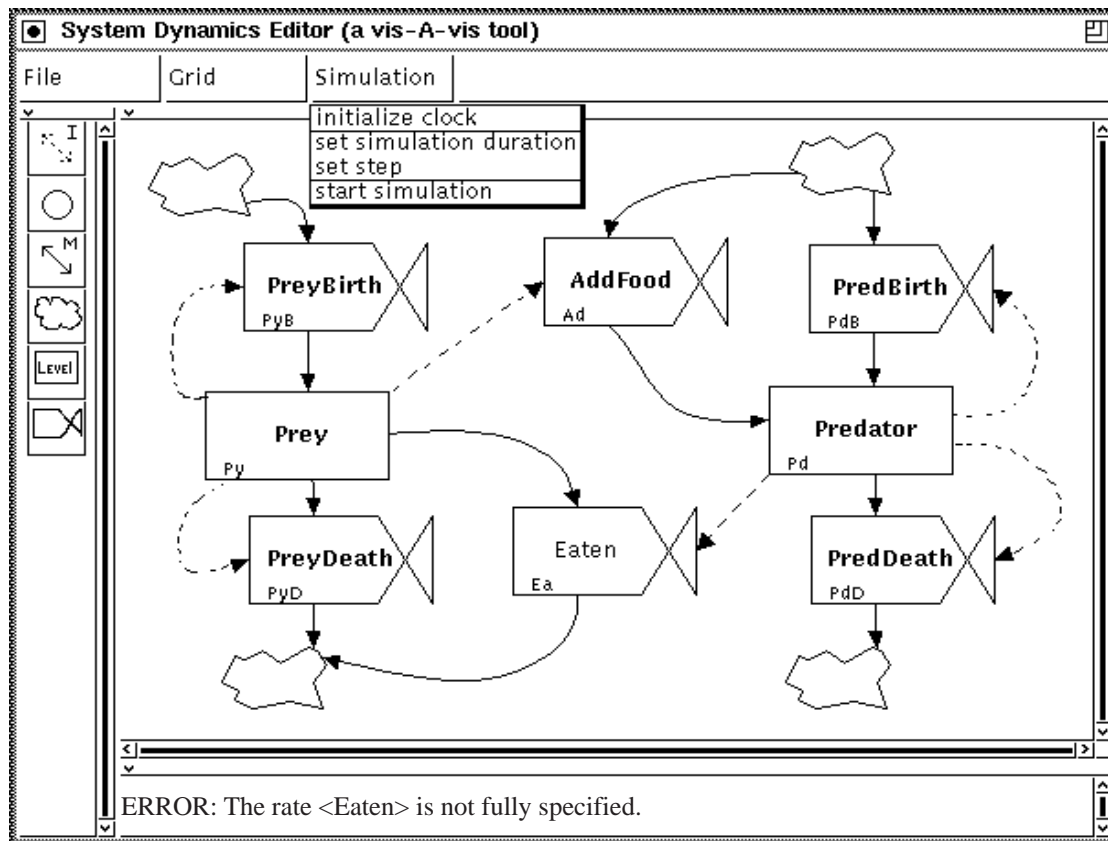 System Dynamics Editor (a vis-A-vis tool)
File
Grid
Simulation
initialize clock
set simulation duration
set step
start simulation
I
M
LEVEl
PreyBirth
PyB
AddFood
Ad
PredBirth
PdB
Prey
Py
Predator
Pd
PreyDeath
PyD
Eaten
Ea
PredDeath
PdD
ERROR: The rate <Eaten> is not fully specified.